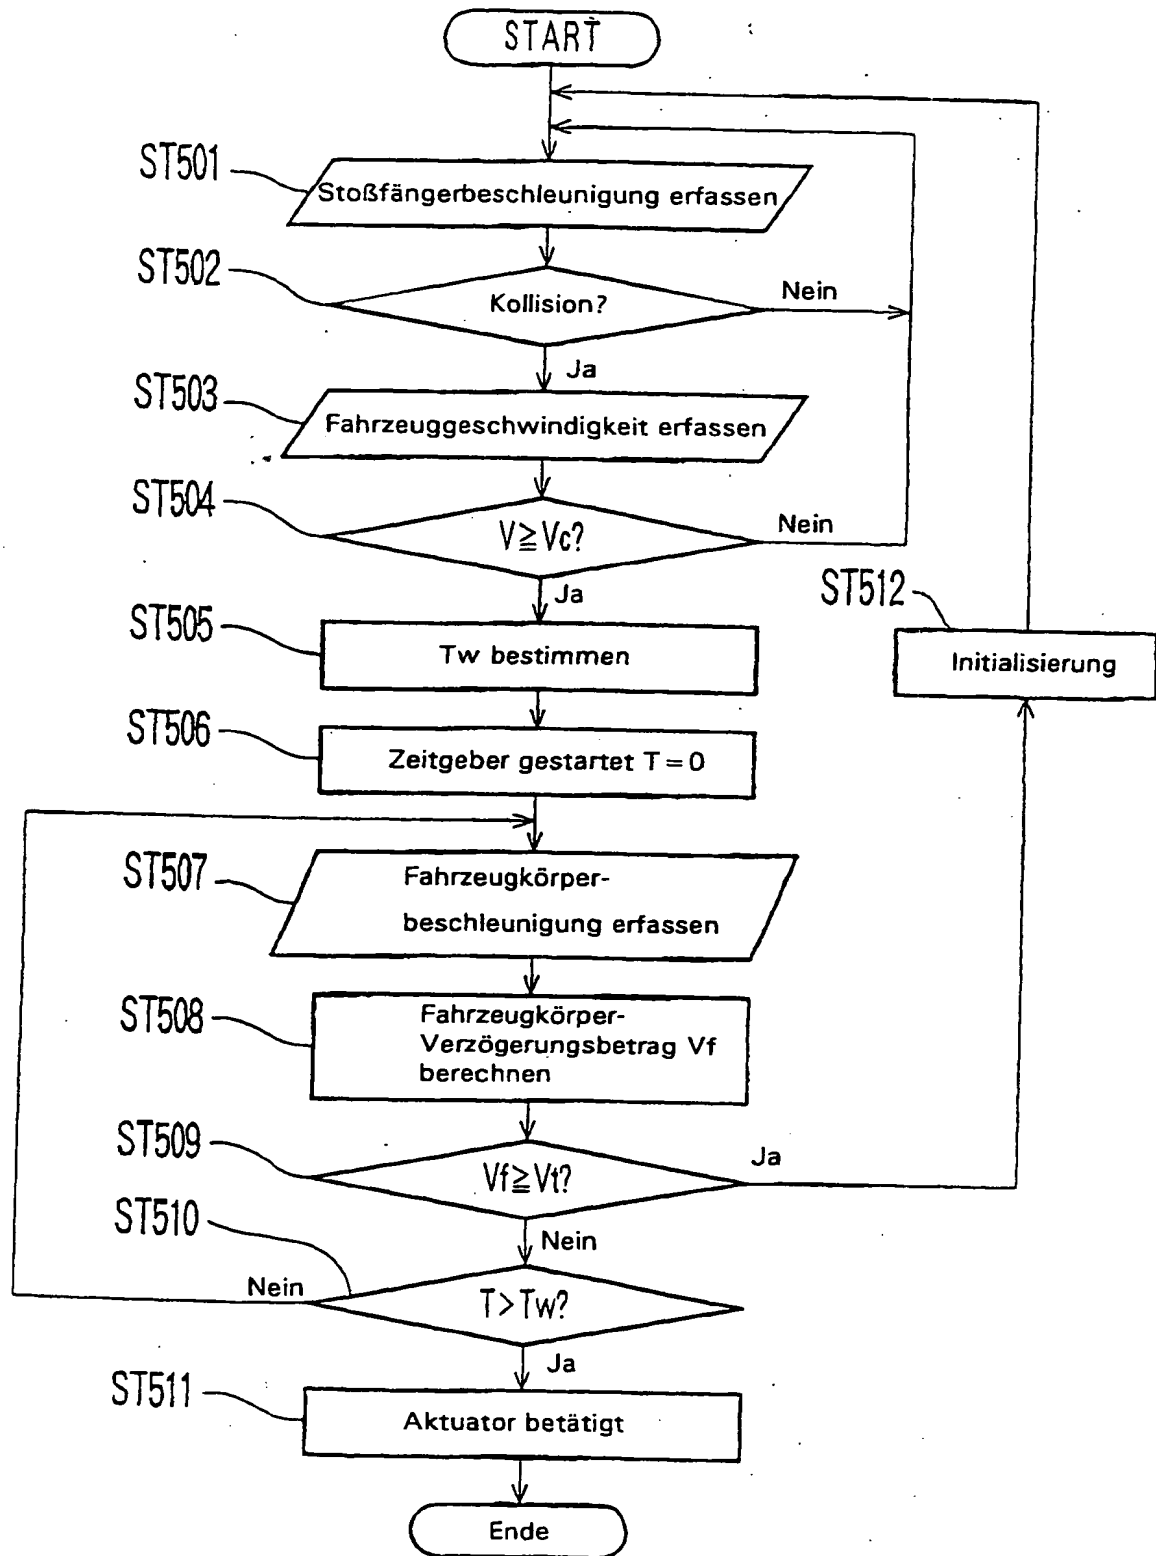 START
ST501
Stoßfängerbeschleunigung erfassen
ST502
Kollision?
Nein
Ja
ST503
Fahrzeuggeschwindigkeit erfassen
ST504
V≧Vc?
Nein
Ja
ST505
Tw bestimmen
ST512
Initialisierung
ST506
Zeitgeber gestartet T = 0
ST507
Fahrzeugkörper-
beschleunigung erfassen
ST508
Fahrzeugkörper-
Verzögerungsbetrag Vf
berechnen
ST509
Vf≧Vt?
Ja
Nein
ST510
T>Tw?
Nein
Ja
ST511
Aktuator betätigt
Ende